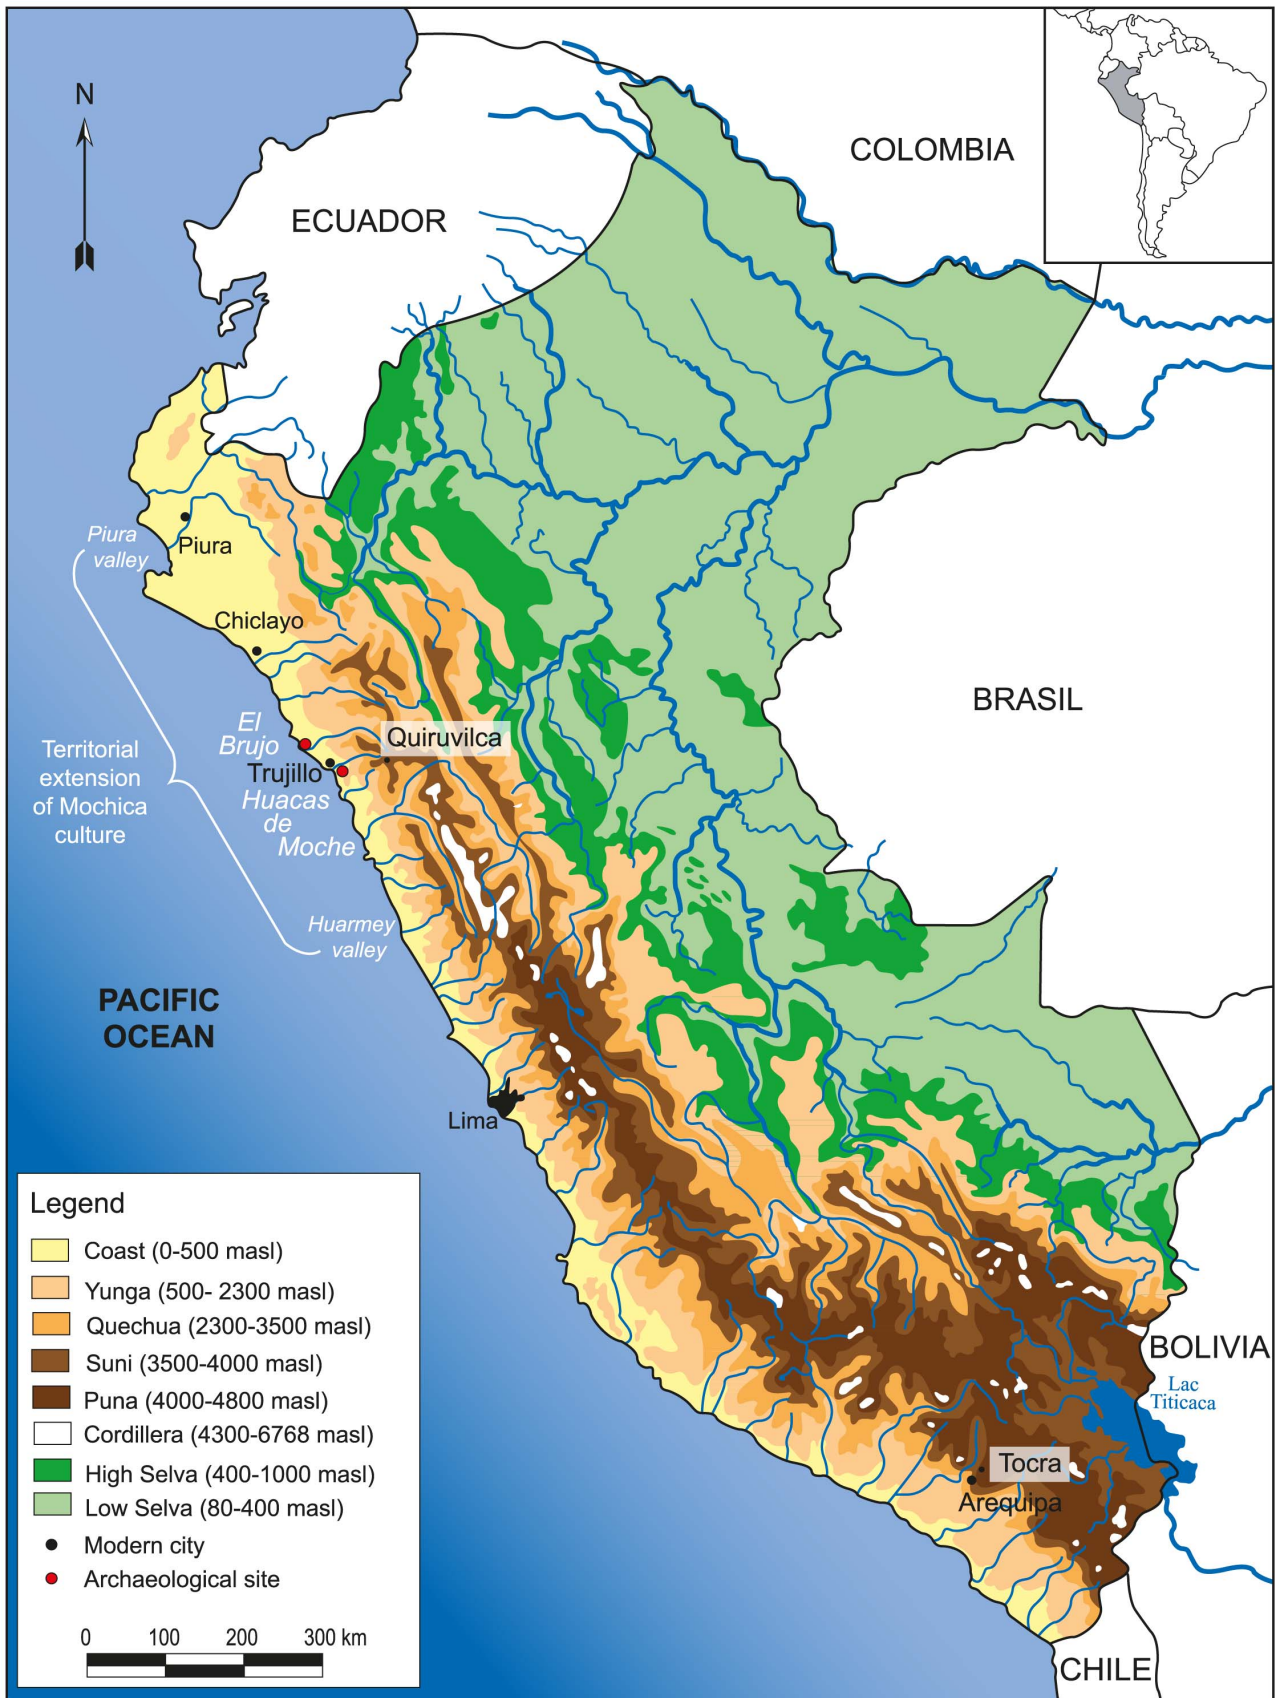 N
COLOMBIA
ECUADOR
Piura
valley
Piura
Chiclayo
BRASIL
El
Brujo
Quiruvilca
Territorial
extension
of Mochica
culture
Trujillo
Huacas
de
Moche
Huarmey
valley
PACIFIC
OCEAN
Lima
Legend
Coast (0-500 masl)
Yunga (500- 2300 masl)
Quechua (2300-3500 masl)
Suni (3500-4000 masl)
Puna (4000-4800 masl)
Cordillera (4300-6768 masl)
High Selva (400-1000 masl)
Low Selva (80-400 masl)
Modern city
Archaeological site
0 100 200 300 km
BOLIVIA
Lac
Titicaca
Tocra
Arequipa
CHILE